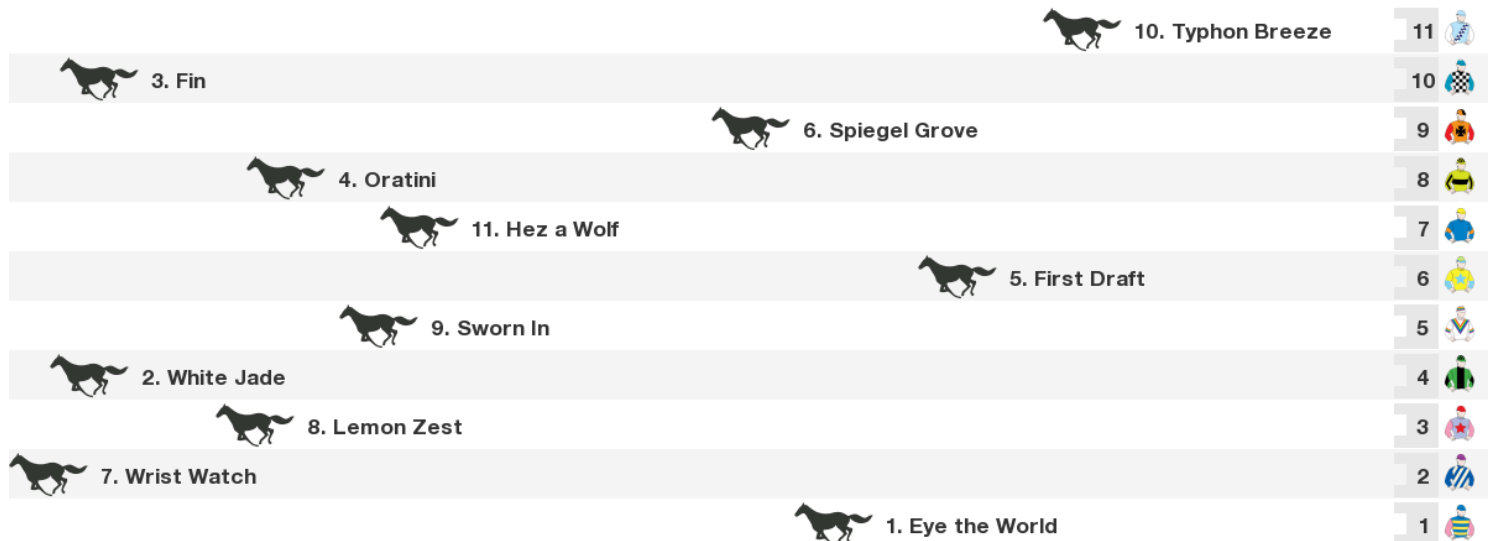 10. Typhon Breeze 11
3. Fin 10
6. Spiegel Grove 9
4. Oratini 8
11. Hez a Wolf 7
5. First Draft 6
9. Sworn In 5
2. White Jade 4
8. Lemon Zest 3
7. Wrist Watch 2
1. Eye the World 1